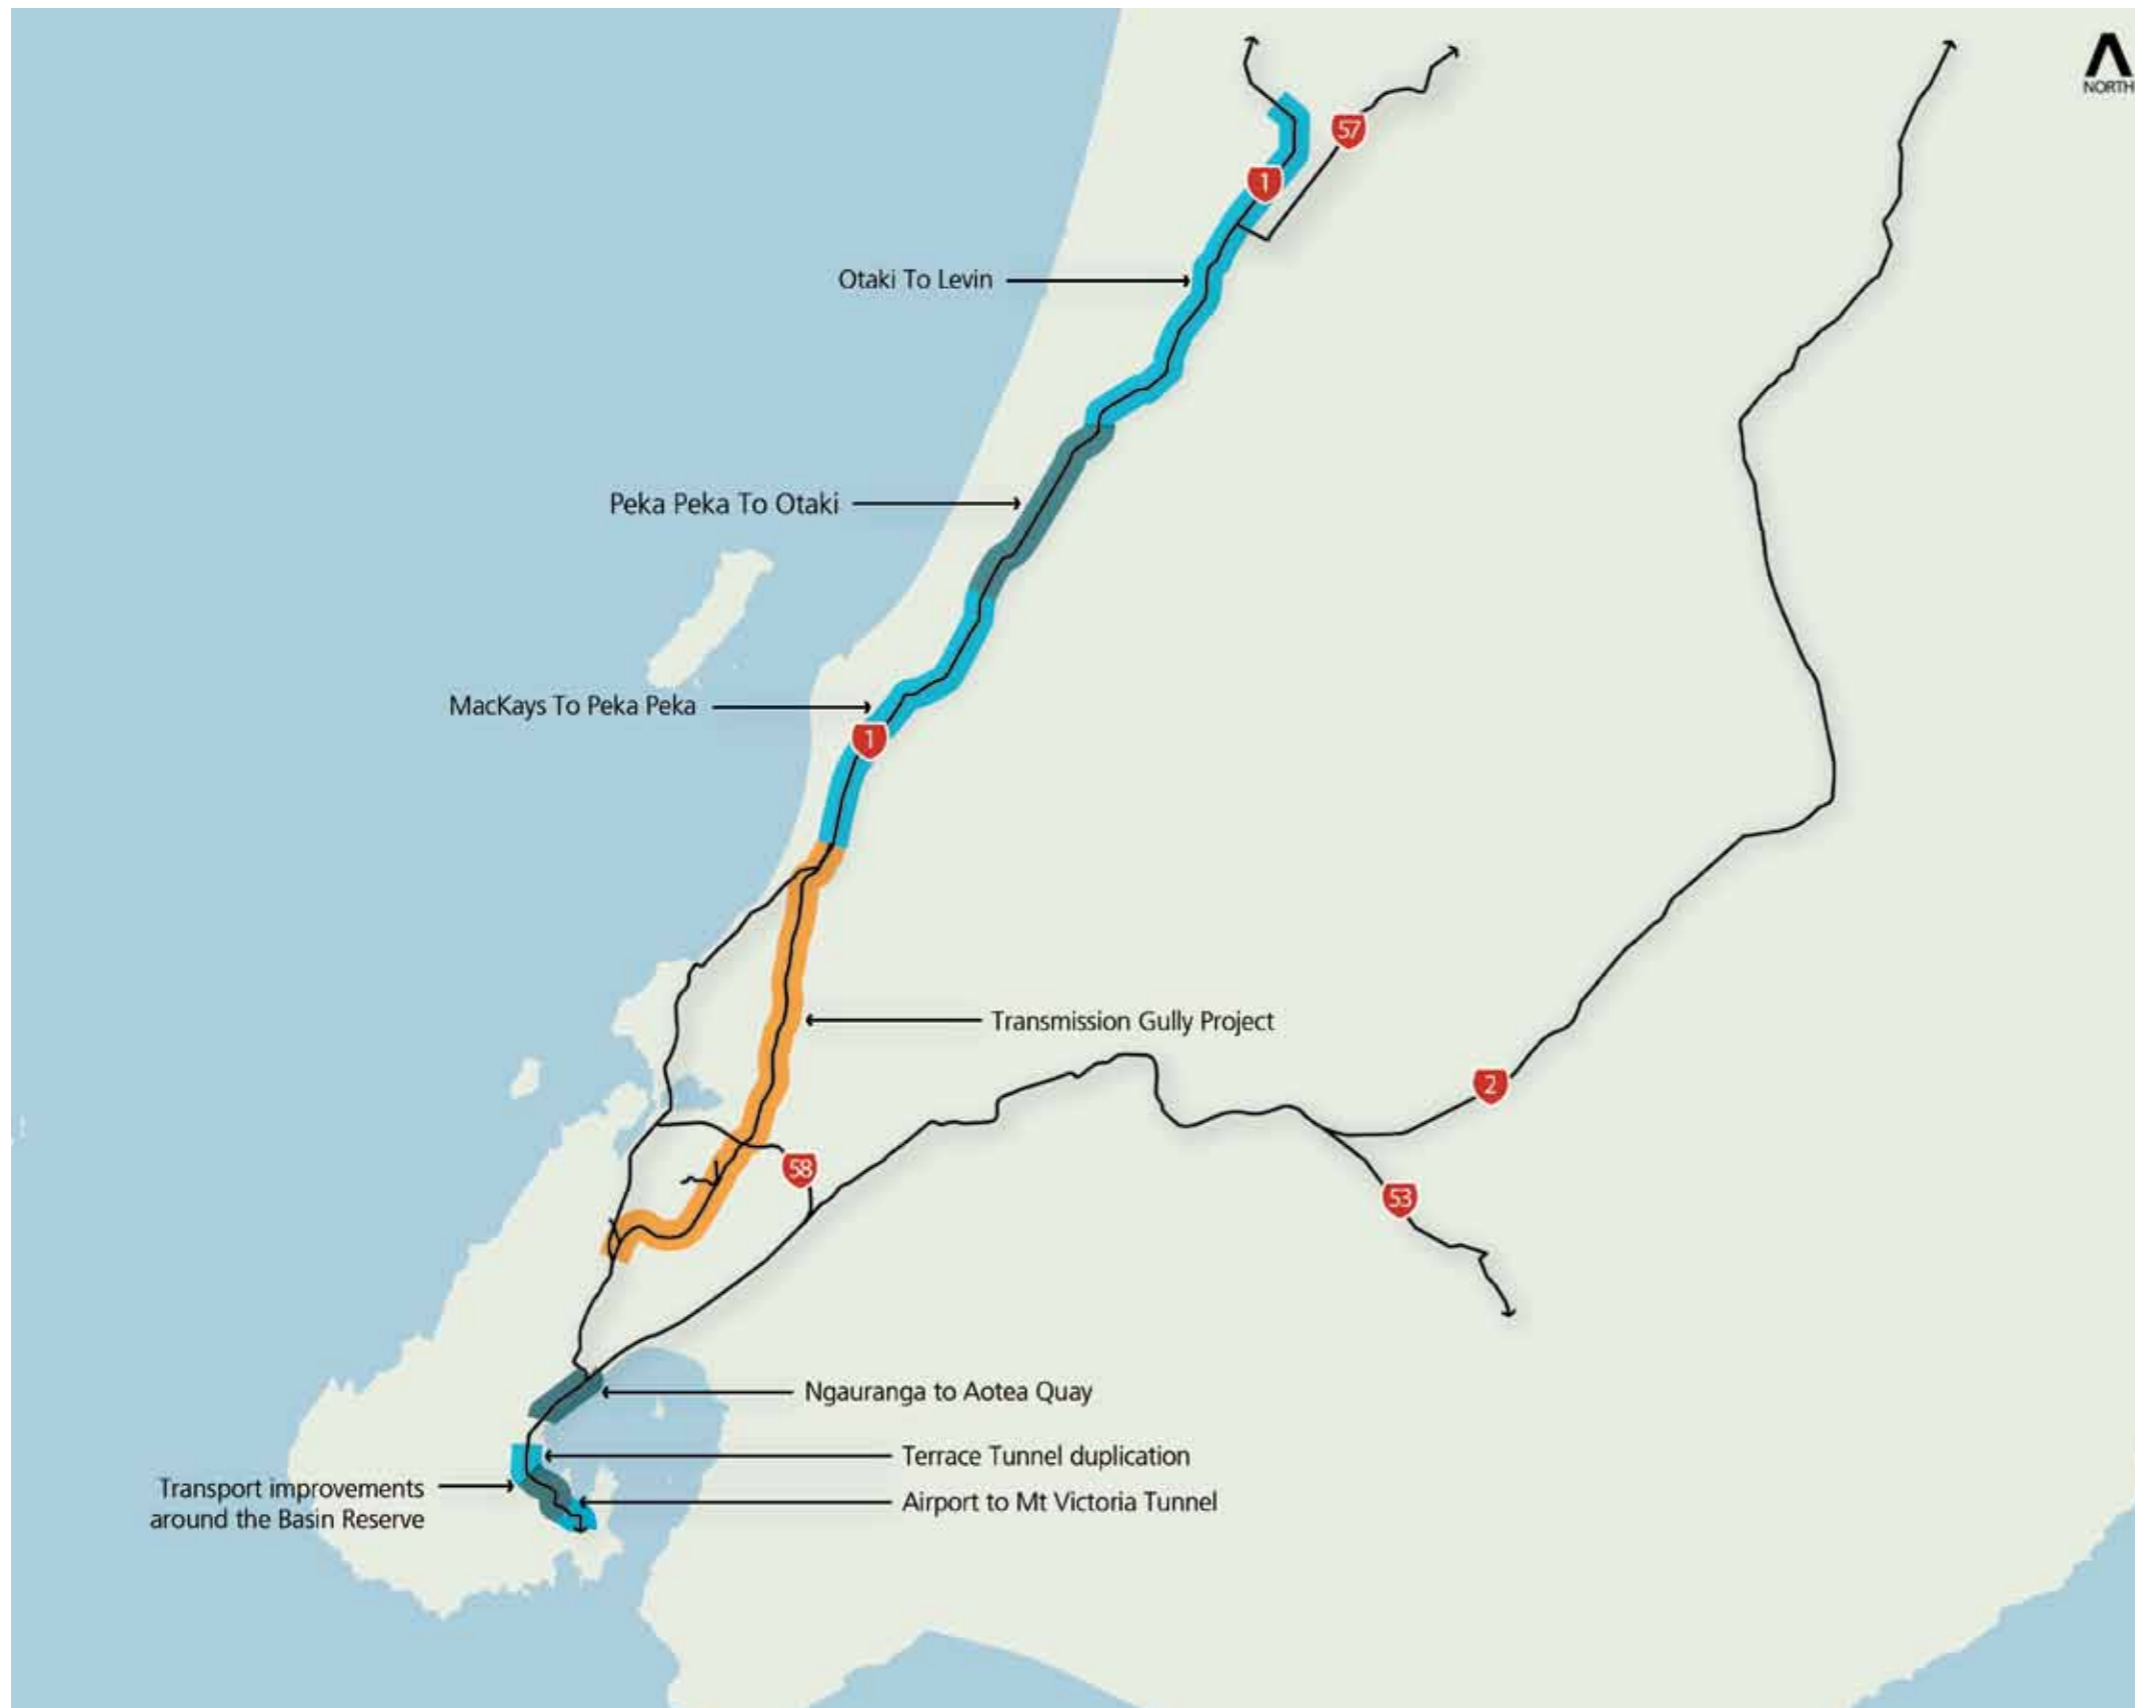 NORTH
57
1
Otaki To Levin
Peka Peka To Otaki
MacKays To Peka Peka
1
Transmission Gully Project
2
58
53
Ngauranga to Aotea Quay
Terrace Tunnel duplication
Transport improvements
around the Basin Reserve
Airport to Mt Victoria Tunnel